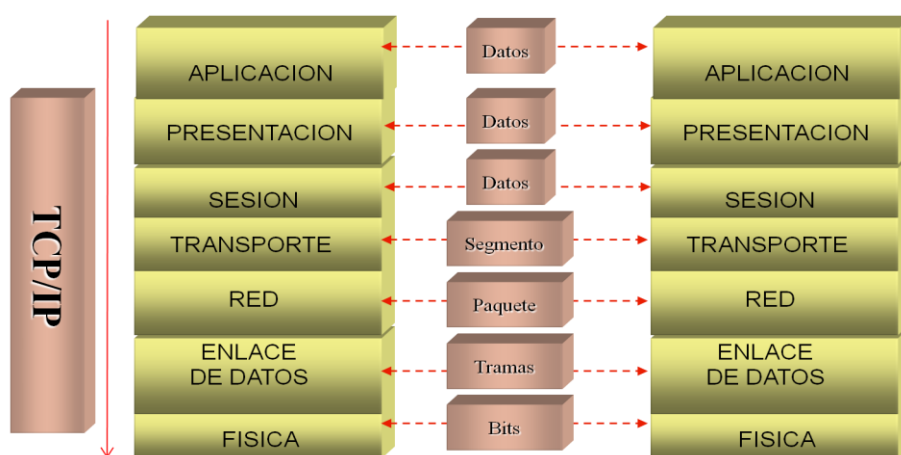 TCP/IP
APLICACION
Datos
APLICACION
PRESENTACION
Datos
PRESENTACION
SESION
Datos
SESION
TRANSPORTE
Segmento
TRANSPORTE
RED
Paquete
RED
ENLACE
DE DATOS
Tramas
ENLACE
DE DATOS
FISICA
Bits
FISICA